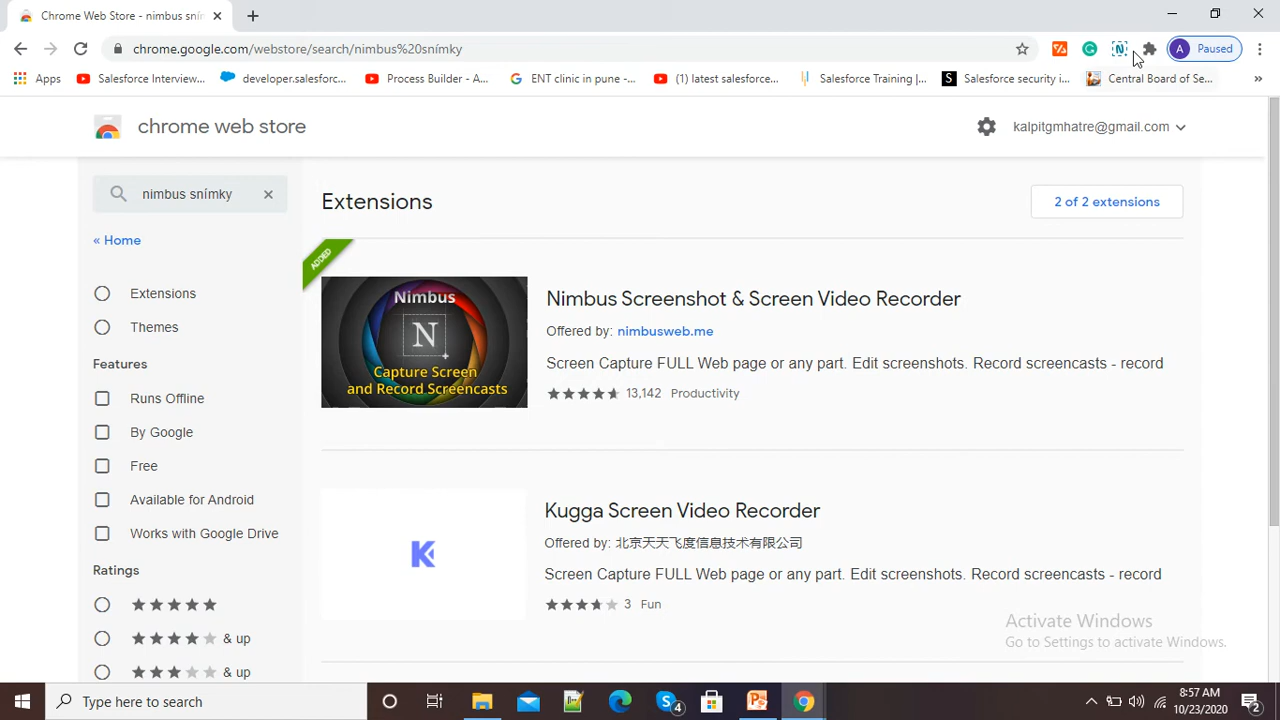 Chrome Web Store - nimbus sním
chrome.google.com/webstore/search/nimbus%20snímky
N
A Paused
Apps
Salesforce Interview...
developer.salesforc...
Process Builder - A...
ENT clinic in pune -...
(1) latest salesforce...
Salesforce Training |...
S Salesforce security i...
Central Board of Se...
chrome web store
kalpitgmhatre@gmail.com
nimbus snímky
« Home
Extensions
Themes
Features
Runs Offline
By Google
Free
Available for Android
Works with Google Drive
Ratings
& up
& up
Extensions
2 of 2 extensions
ADDED
Nimbus
N
Capture Screen
and Record Screencasts
Nimbus Screenshot & Screen Video Recorder
Offered by: nimbusweb.me
Screen Capture FULL Web page or any part. Edit screenshots. Record screencasts - record
13,142 Productivity
K
Kugga Screen Video Recorder
Offered by: 北京天天飞度信息技术有限公司
Screen Capture FULL Web page or any part. Edit screenshots. Record screencasts - record
3 Fun
Activate Windows
Go to Settings to activate Windows.
Type here to search
4
8:57 AM
10/23/2020
2